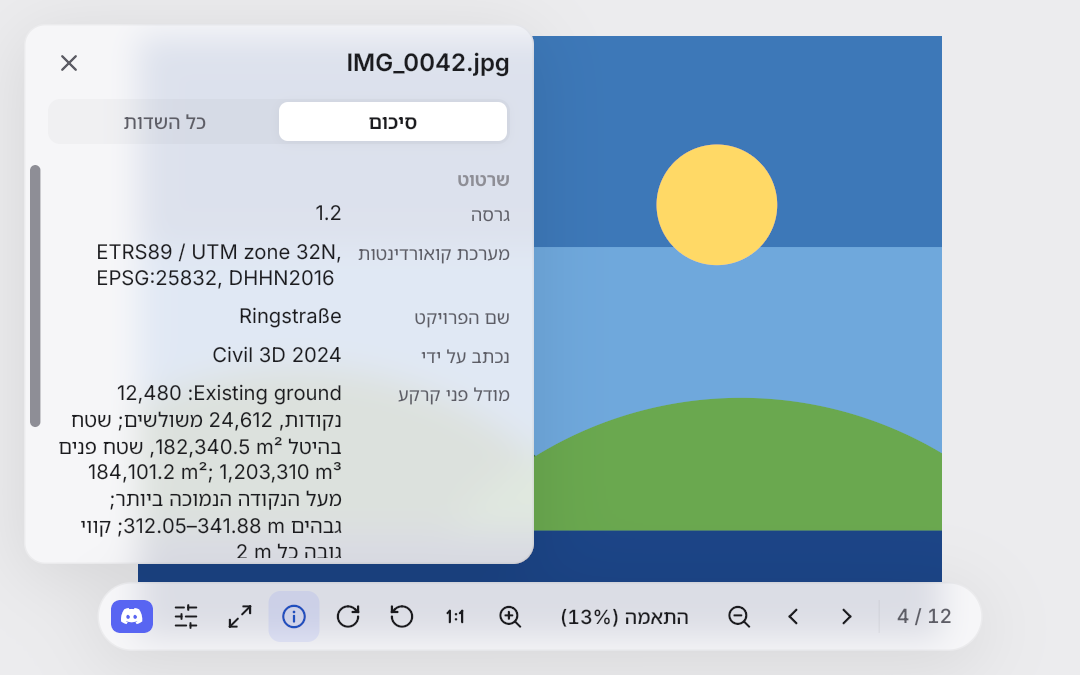 IMG_0042.jpg
סיכום
כל השדות
שרטוט
גרסה 1.2
מערכת קואורדינטות ETRS89 / UTM zone 32N,
EPSG:25832, DHHN2016
שם הפרויקט Ringstraße
נכתב על ידי Civil 3D 2024
מודל פני קרקע Existing ground: 12,480
נקודות, 24,612 משולשים; שטח
בהיטל 182,340.5 m², שטח פנים
184,101.2 m²; 1,203,310 m³
מעל הנקודה הנמוכה ביותר;
גבהים 312.05–341.88 m; קווי
גובה כל 2 m
4 / 12
התאמה (13%)
1:1